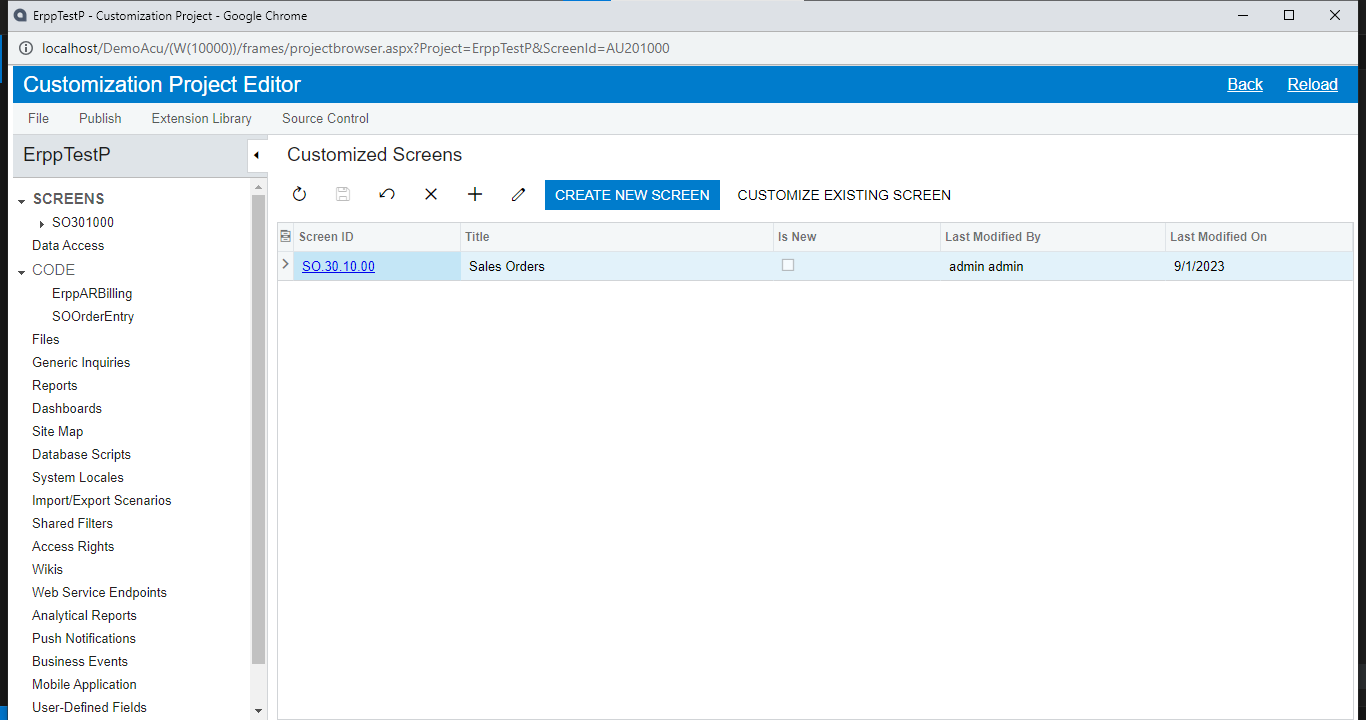 ErppTestP - Customization Project - Google Chrome
localhost/DemoAcu/(W(10000))/frames/projectbrowser.aspx?Project=ErppTestP&ScreenId=AU201000
Customization Project Editor Back Reload
File Publish Extension Library Source Control
ErppTestP
SCREENS
SO301000
Data Access
CODE
ErppARBilling
SOOrderEntry
Files
Generic Inquiries
Reports
Dashboards
Site Map
Database Scripts
System Locales
Import/Export Scenarios
Shared Filters
Access Rights
Wikis
Web Service Endpoints
Analytical Reports
Push Notifications
Business Events
Mobile Application
User-Defined Fields
Customized Screens
CREATE NEW SCREEN CUSTOMIZE EXISTING SCREEN
Screen ID Title Is New Last Modified By Last Modified On
SO.30.10.00 Sales Orders admin admin 9/1/2023